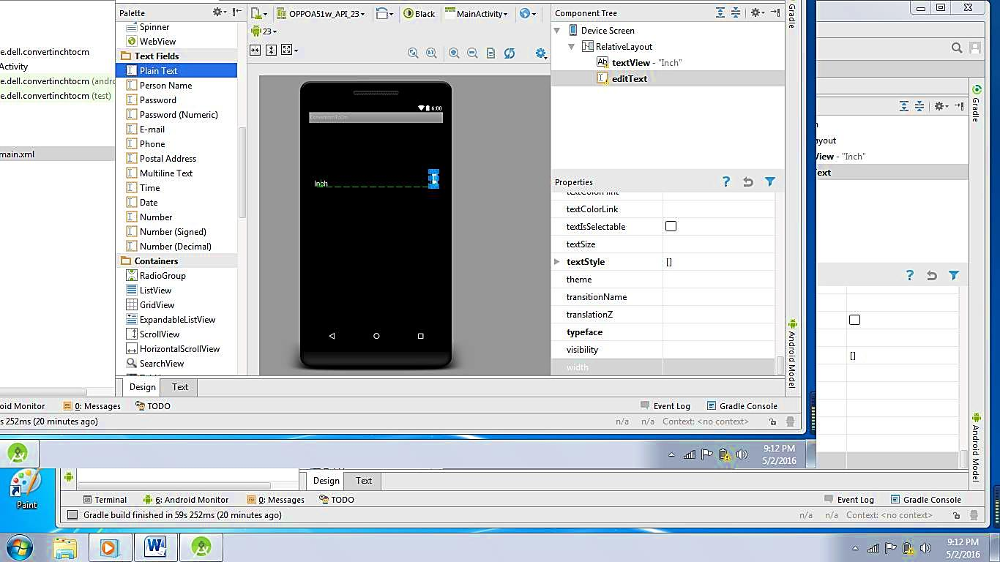 Palette
Spinner
WebView
Text Fields
Plain Text
Person Name
Password
Password (Numeric)
E-mail
Phone
Postal Address
Multiline Text
Time
Date
Number
Number (Signed)
Number (Decimal)
Containers
RadioGroup
ListView
GridView
ExpandableListView
ScrollView
HorizontalScrollView
SearchView
e.dell.convertinchtocm
Activity
e.dell.convertinchtocm (andro
e.dell.convertinchtocm (test)
main.xml
OPPOA51w_API_23
Black
MainActivity
23
6:00
Inch
Component Tree
Device Screen
RelativeLayout
textView - "Inch"
editText
Properties
textColorHint
textColorLink
textIsSelectable
textSize
textStyle []
theme
transitionName
translationZ
typeface
visibility
width
Gradle
Android Model
Design Text
oid Monitor
0: Messages
TODO
Event Log
Gradle Console
s 252ms (20 minutes ago)
n/a n/a Context: <no context>
9:12 PM
5/2/2016
Gradle
ayout
View - "Inch"
ext
[]
Android Model
Paint
Design Text
Terminal
6: Android Monitor
0: Messages
TODO
Event Log
Gradle Console
Gradle build finished in 59s 252ms (20 minutes ago)
n/a n/a Context: <no context>
9:12 PM
5/2/2016